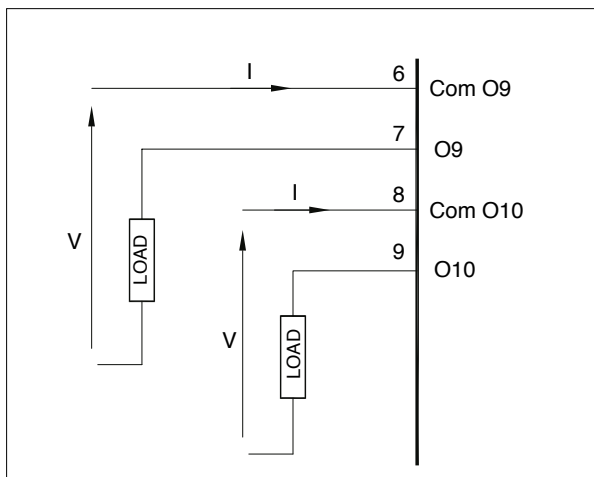 I 6 Com O9
7 O9
I 8 Com O10
V LOAD 9 O10
V LOAD